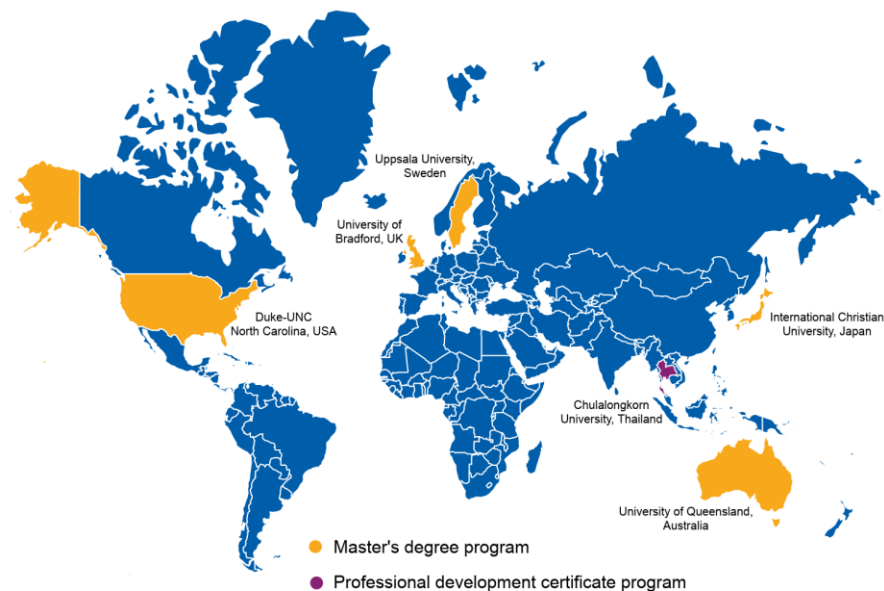 Uppsala University,
Sweden
University of
Bradford, UK
Duke-UNC
North Carolina, USA
International Christian
University, Japan
Chulalongkorn
University, Thailand
University of Queensland,
Australia
Master's degree program
Professional development certificate program